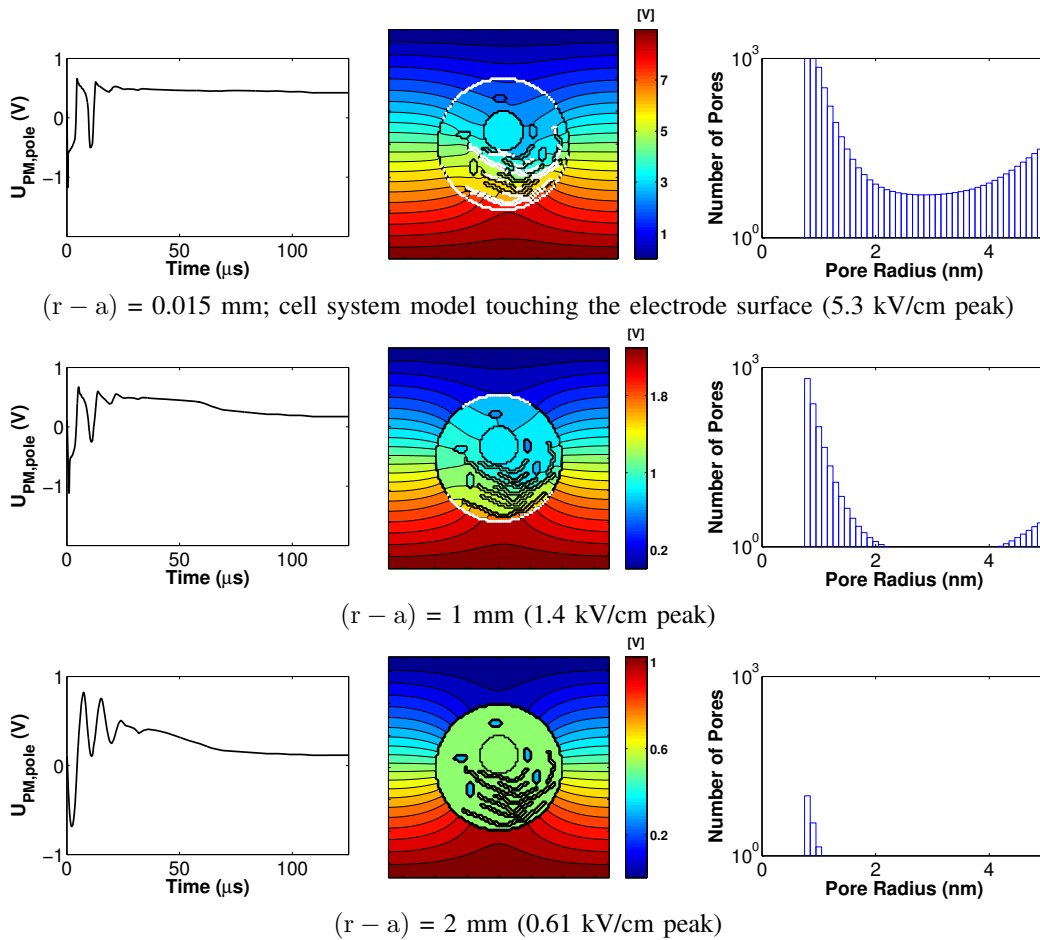 [V]
1
0
−1
U_PM,pole (V)
0 50 100
Time (μs)
7
5
3
1
10^3
10^0
Number of Pores
0 2 4
Pore Radius (nm)
(r − a) = 0.015 mm; cell system model touching the electrode surface (5.3 kV/cm peak)
[V]
1
0
−1
U_PM,pole (V)
0 50 100
Time (μs)
1.8
1
0.2
10^3
10^0
Number of Pores
0 2 4
Pore Radius (nm)
(r − a) = 1 mm (1.4 kV/cm peak)
[V]
1
0
−1
U_PM,pole (V)
0 50 100
Time (μs)
1
0.6
0.2
10^3
10^0
Number of Pores
0 2 4
Pore Radius (nm)
(r − a) = 2 mm (0.61 kV/cm peak)